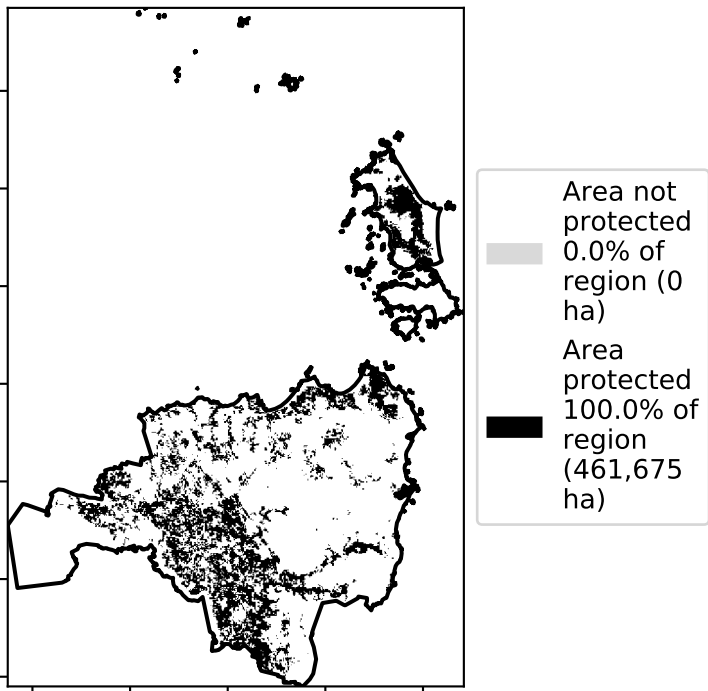 Area not
protected
0.0% of
region (0
ha)
Area
protected
100.0% of
region
(461,675
ha)